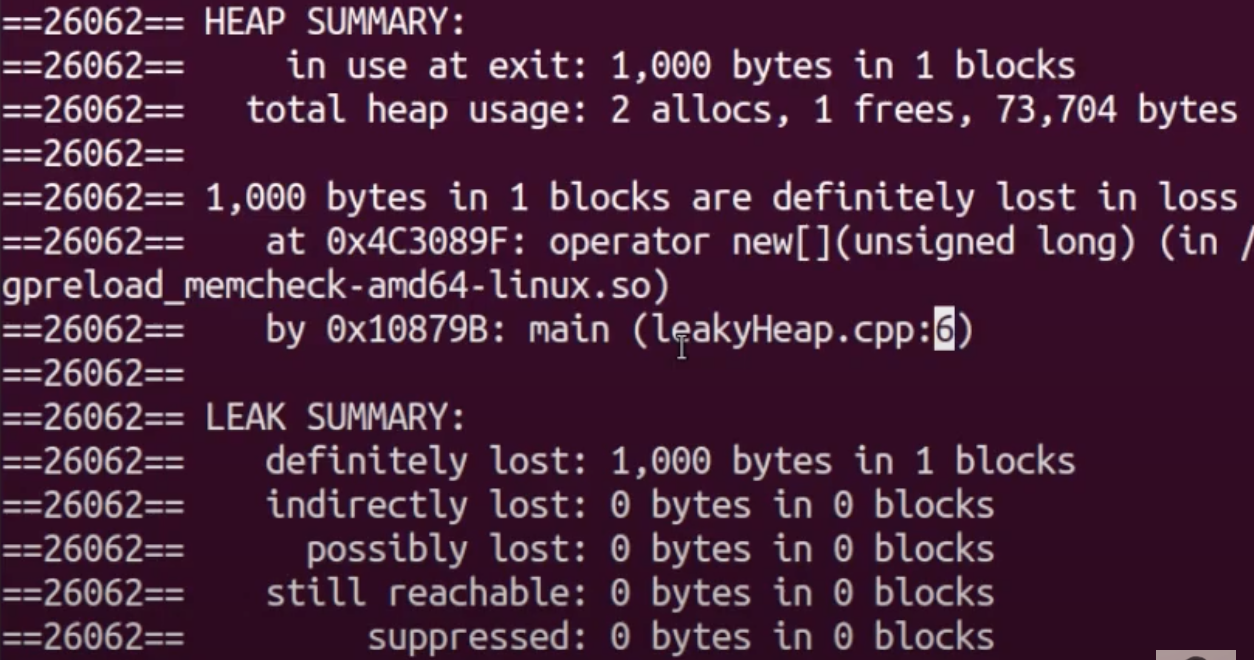 ==26062== HEAP SUMMARY:
==26062==     in use at exit: 1,000 bytes in 1 blocks
==26062==   total heap usage: 2 allocs, 1 frees, 73,704 bytes
==26062==
==26062== 1,000 bytes in 1 blocks are definitely lost in loss
==26062==    at 0x4C3089F: operator new[](unsigned long) (in /
gpreload_memcheck-amd64-linux.so)
==26062==    by 0x10879B: main (leakyHeap.cpp:6)
==26062==
==26062== LEAK SUMMARY:
==26062==    definitely lost: 1,000 bytes in 1 blocks
==26062==    indirectly lost: 0 bytes in 0 blocks
==26062==      possibly lost: 0 bytes in 0 blocks
==26062==    still reachable: 0 bytes in 0 blocks
==26062==         suppressed: 0 bytes in 0 blocks